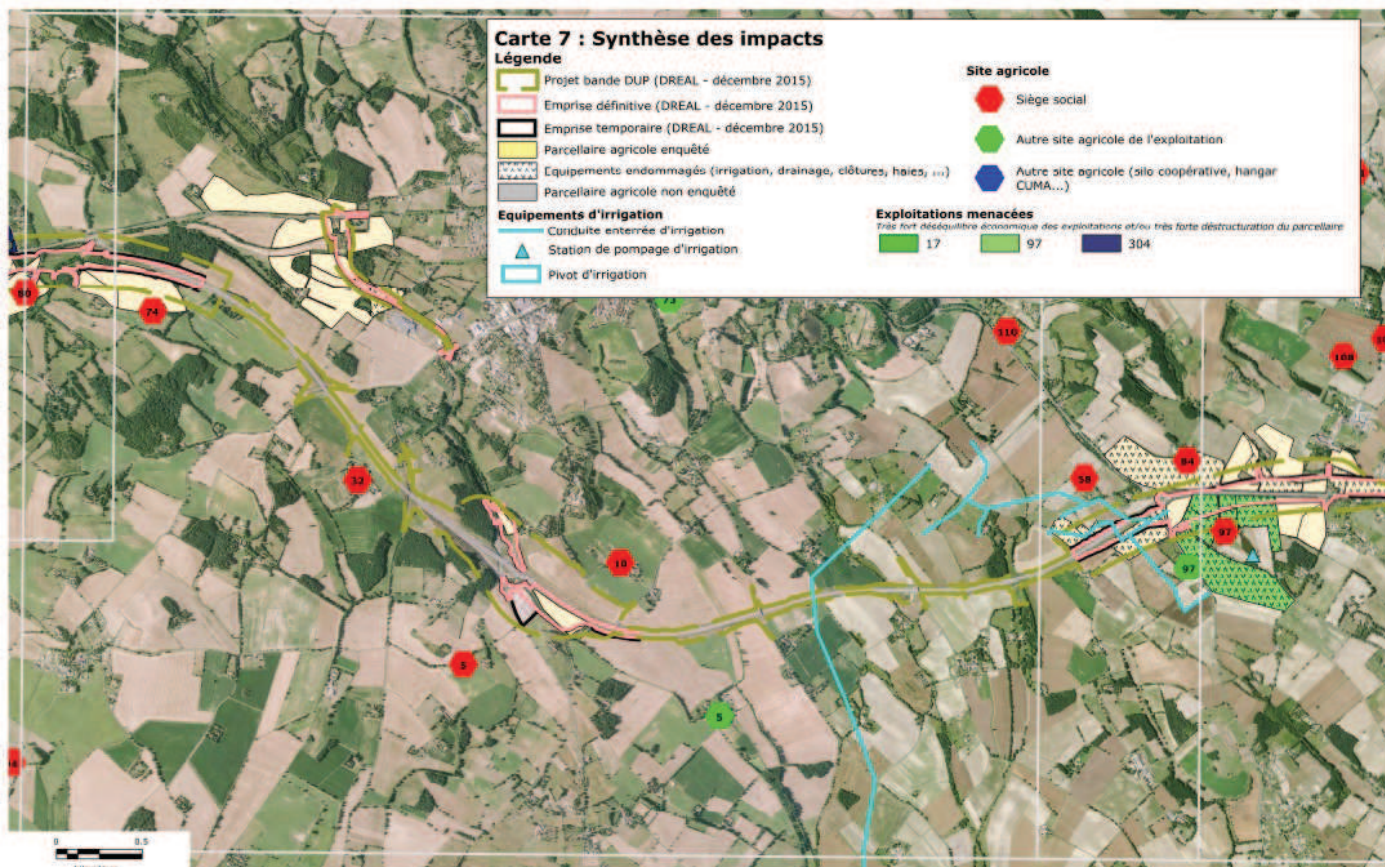 Carte 7 : Synthèse des impacts
Légende
Projet bande DUP (DREAL - décembre 2015)
Emprise définitive (DREAL - décembre 2015)
Emprise temporaire (DREAL - décembre 2015)
Parcellaire agricole enquêté
Equipements endommagés (irrigation, drainage, clôtures, haies, ...)
Parcellaire agricole non enquêté
Equipements d'irrigation
Conduite enterrée d'irrigation
Station de pompage d'irrigation
Pivot d'irrigation
Site agricole
Siège social
Autre site agricole de l'exploitation
Autre site agricole (silo coopérative, hangar
CUMA...)
Exploitations menacées
Très fort déséquilibre économique des exploitations et/ou très forte déstructuration du parcellaire
17
97
304
80
74
73
110
108
32
84
58
97
97
10
5
5
0
0.5